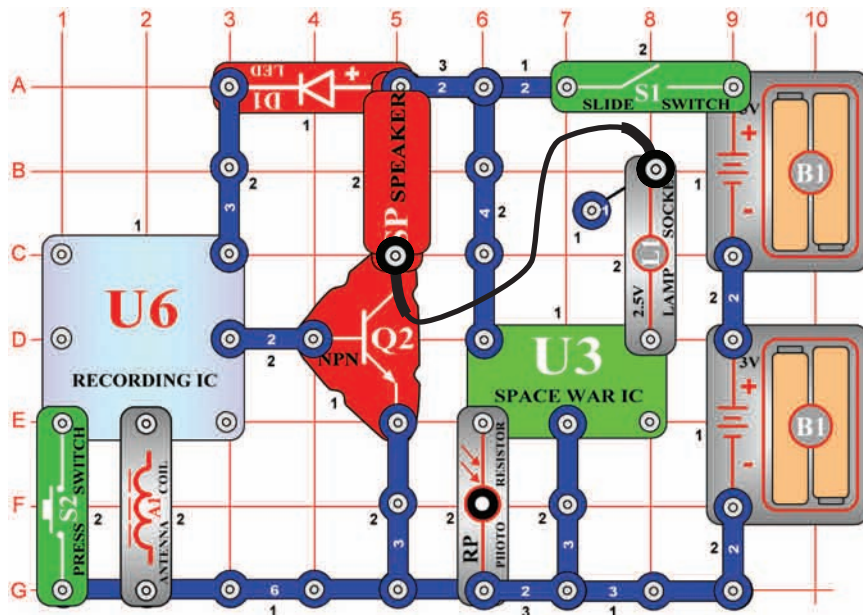 1 2 3 4 5 6 7 8 9 10
A
B
C
D
E
F
G
LED
D1
+
1
3
2
1
2
2
S1
SLIDE SWITCH
SPEAKER
SP
2
3
2
4
2
1
1
LAMP SOCKE
L1
2.5V
2
+
-
B1
1
2
2
1
U6
RECORDING IC
2
2
NPN
Q2
1
1
U3
SPACE WAR IC
3V
+
-
B1
1
PRESS SWITCH
S2
2
ANTENNA COIL
A1
2
2
3
RP
PHOTO RESISTOR
2
2
3
2
2
6
1
2
3
3
1